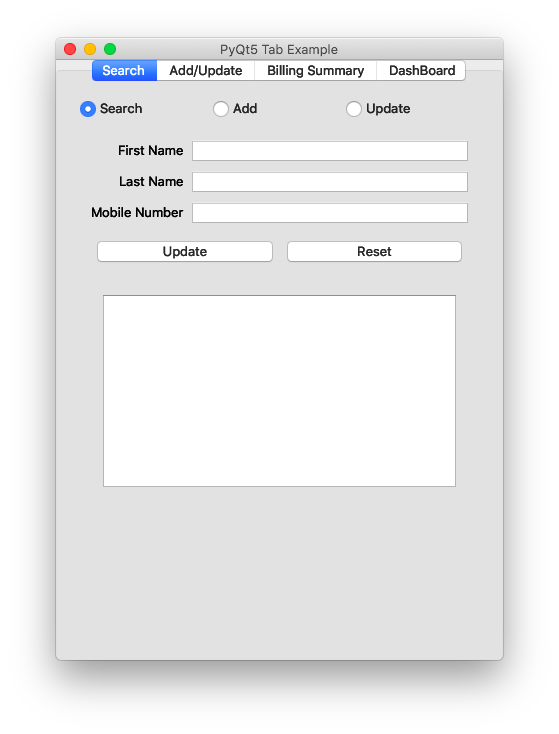 PyQt5 Tab Example
Search Add/Update Billing Summary DashBoard
Search Add Update
First Name
Last Name
Mobile Number
Update Reset